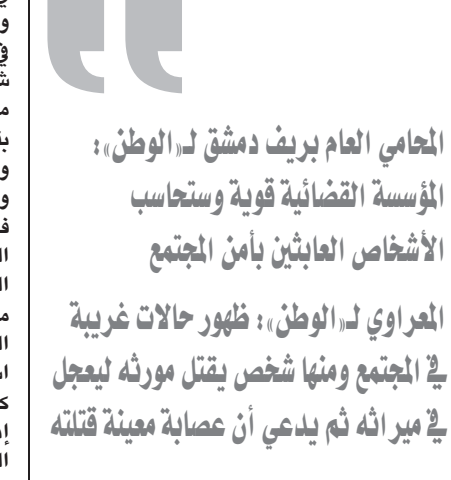 المحامي العام بريف دمشق لـ«الوطن»:
المؤسسة القضائية قوية وستحاسب
الأشخاص العابثين بأمن المجتمع
المعراوي لـ«الوطن»: ظهور حالات غريبة
في المجتمع ومنها شخص يقتل مورثه ليعجل
في ميراثه ثم يدعي أن عصابة معينة قتلته